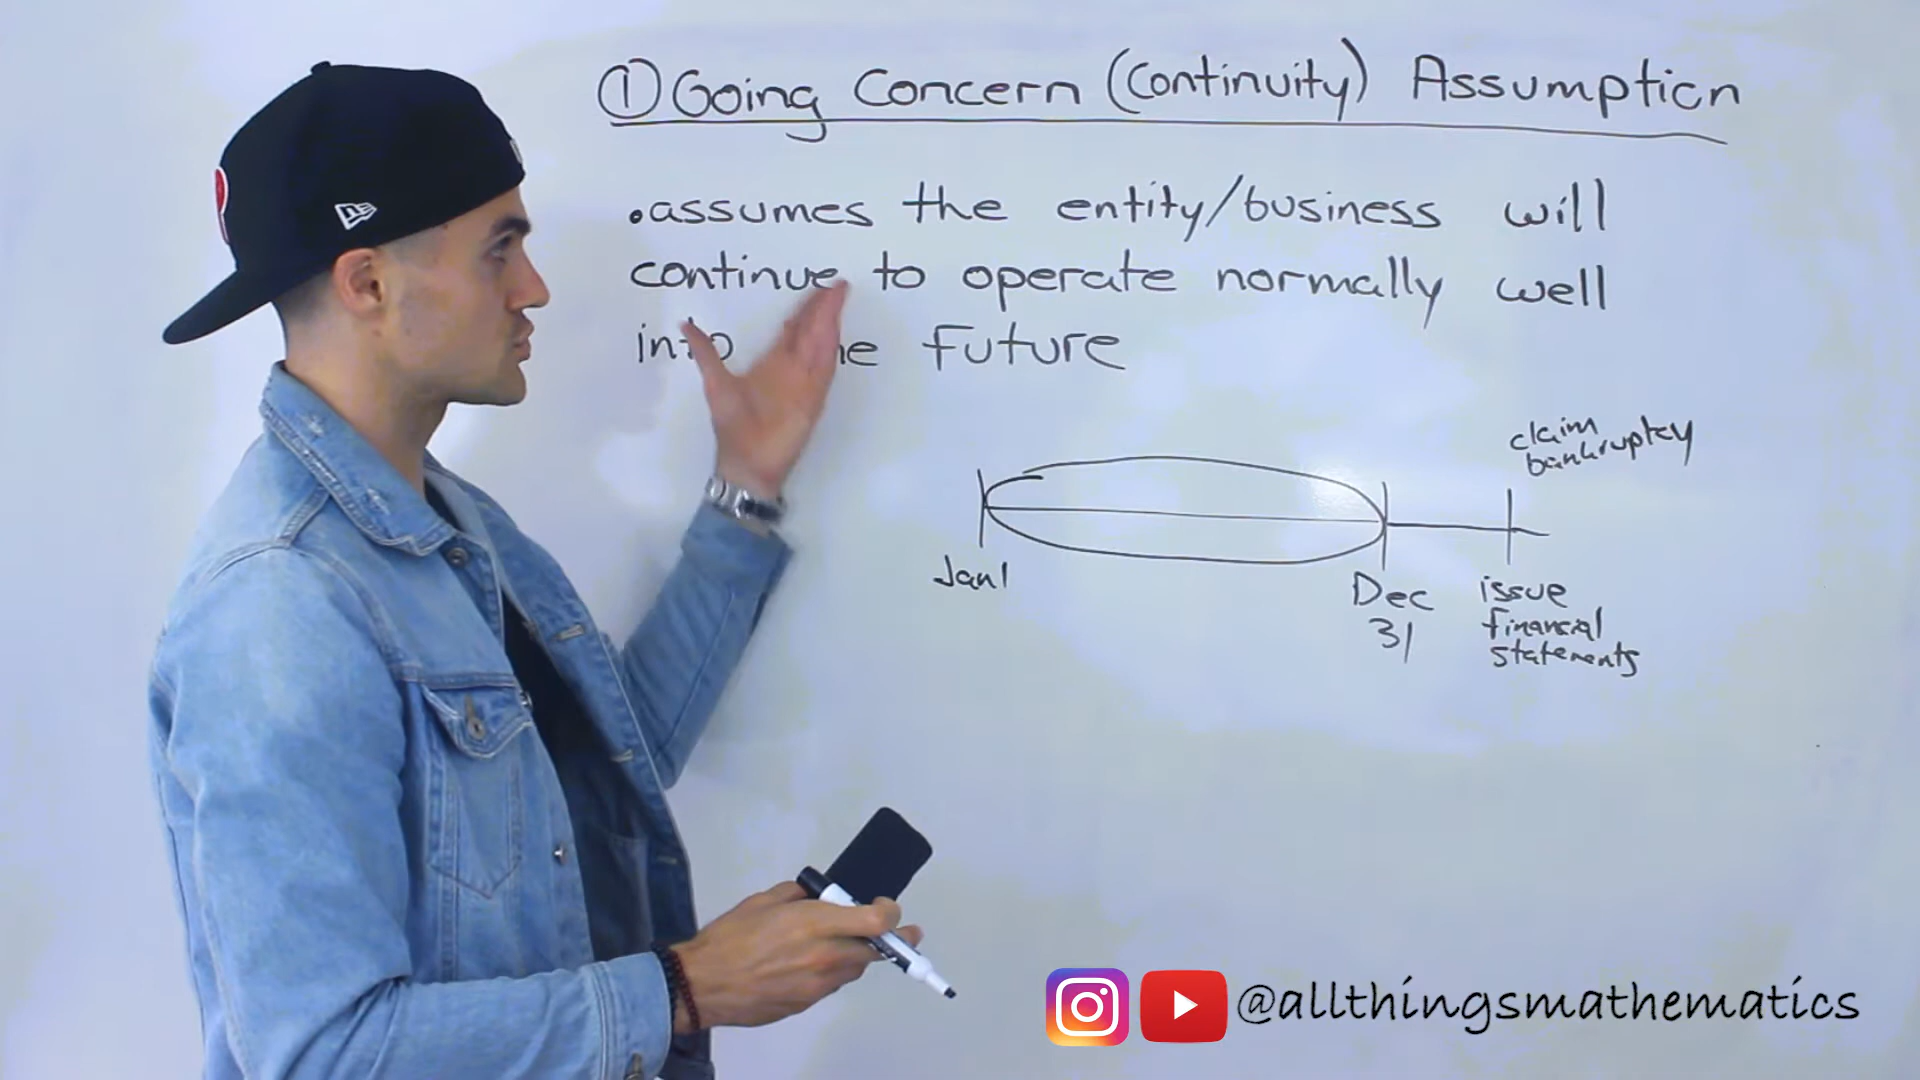 ① Going Concern (Continuity) Assumption
• assumes the entity/business will
continue to operate normally well
into he future
claim
bankruptcy
Jan 1
Dec
31
issue
financial
statements
@allthingsmathematics